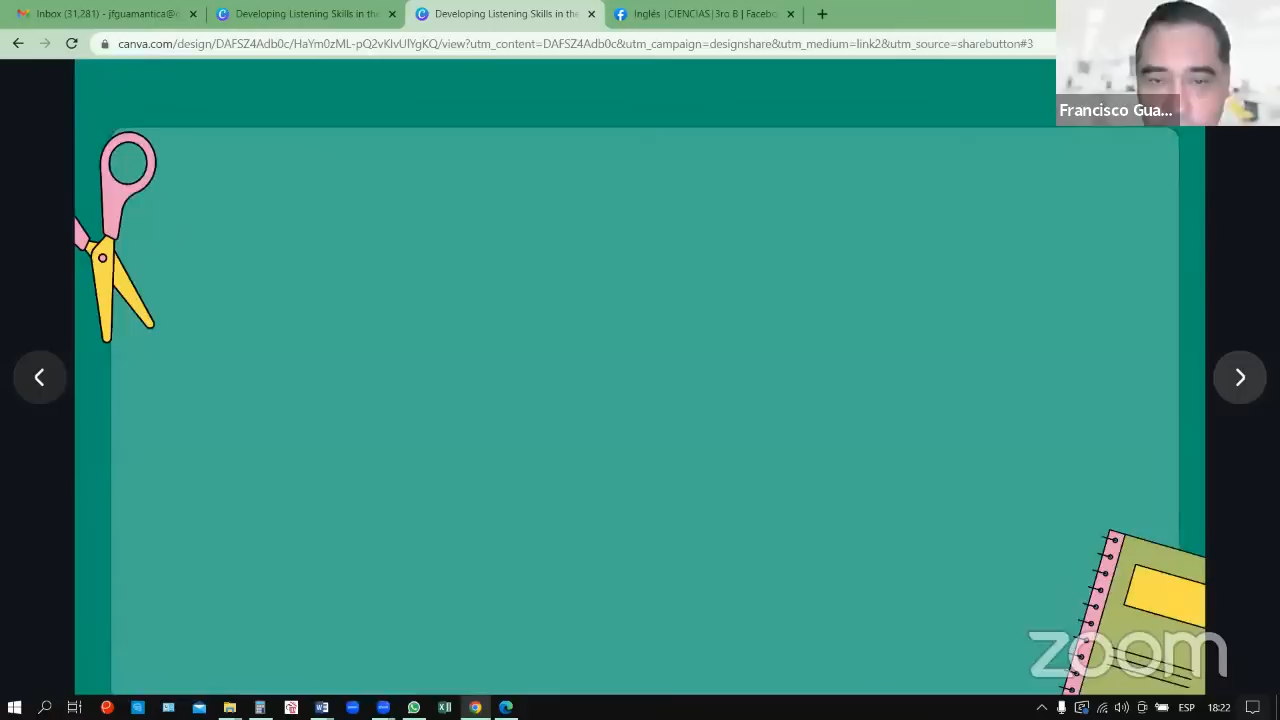 Inbox (31,281) - jfguamantica@
Developing Listening Skills in the
Developing Listening Skills in the
Inglés |CIENCIAS|3ro B | Facebo
canva.com/design/DAFSZ4Adb0c/HaYm0zML-pQ2vKlvUlYgKQ/view?utm_content=DAFSZ4Adb0c&utm_campaign=designshare&utm_medium=link2&utm_source=sharebutton#3
Francisco Gua...
zoom
ESP
18:22